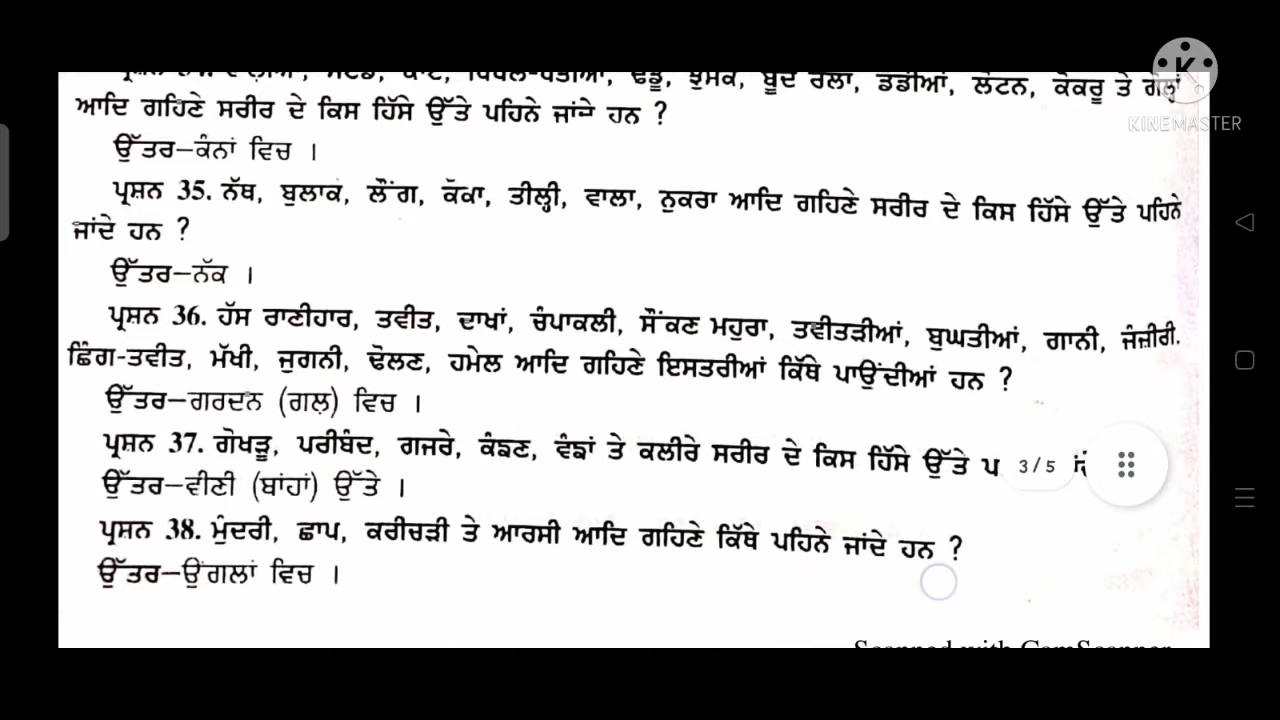 ਆਦਿ ਗਹਿਣੇ ਸਰੀਰ ਦੇ ਕਿਸ ਹਿੱਸੇ ਉੱਤੇ ਪਹਿਨੇ ਜਾਂਦੇ ਹਨ ?
ਉੱਤਰ—ਕੰਨਾਂ ਵਿਚ ।
ਪ੍ਰਸ਼ਨ 35. ਨੱਥ, ਬੁਲਾਕ, ਲੌਂਗ, ਕੋਕਾ, ਤੀਲ੍ਹੀ, ਵਾਲਾ, ਨੁਕਰਾ ਆਦਿ ਗਹਿਣੇ ਸਰੀਰ ਦੇ ਕਿਸ ਹਿੱਸੇ ਉੱਤੇ ਪਹਿਨੇ
ਜਾਂਦੇ ਹਨ ?
ਉੱਤਰ—ਨੱਕ ।
ਪ੍ਰਸ਼ਨ 36. ਹੱਸ ਰਾਣੀਹਾਰ, ਤਵੀਤ, ਦਾਖਾਂ, ਚੰਪਾਕਲੀ, ਸੌਂਕਣ ਮਹੁਰਾ, ਤਵੀਤੜੀਆਂ, ਬੁਘਤੀਆਂ, ਗਾਨੀ, ਜੰਜ਼ੀਰੀ.
ਛਿੰਗ-ਤਵੀਤ, ਮੱਖੀ, ਜੁਗਨੀ, ਢੋਲਣ, ਹਮੇਲ ਆਦਿ ਗਹਿਣੇ ਇਸਤਰੀਆਂ ਕਿੱਥੇ ਪਾਉਂਦੀਆਂ ਹਨ ?
ਉੱਤਰ—ਗਰਦਨ (ਗਲ਼) ਵਿਚ ।
ਪ੍ਰਸ਼ਨ 37. ਗੋਖੜੂ, ਪਰੀਬੰਦ, ਗਜਰੇ, ਕੰਙਣ, ਵੰਙਾਂ ਤੇ ਕਲੀਰੇ ਸਰੀਰ ਦੇ ਕਿਸ ਹਿੱਸੇ ਉੱਤੇ 3/5
ਉੱਤਰ—ਵੀਣੀ (ਬਾਂਹਾਂ) ਉੱਤੇ ।
ਪ੍ਰਸ਼ਨ 38. ਮੁੰਦਰੀ, ਛਾਪ, ਕਰੀਚੜੀ ਤੇ ਆਰਸੀ ਆਦਿ ਗਹਿਣੇ ਕਿੱਥੇ ਪਹਿਨੇ ਜਾਂਦੇ ਹਨ ?
ਉੱਤਰ—ਉਂਗਲਾਂ ਵਿਚ ।
Scanned with CamScanner
KINEMASTER